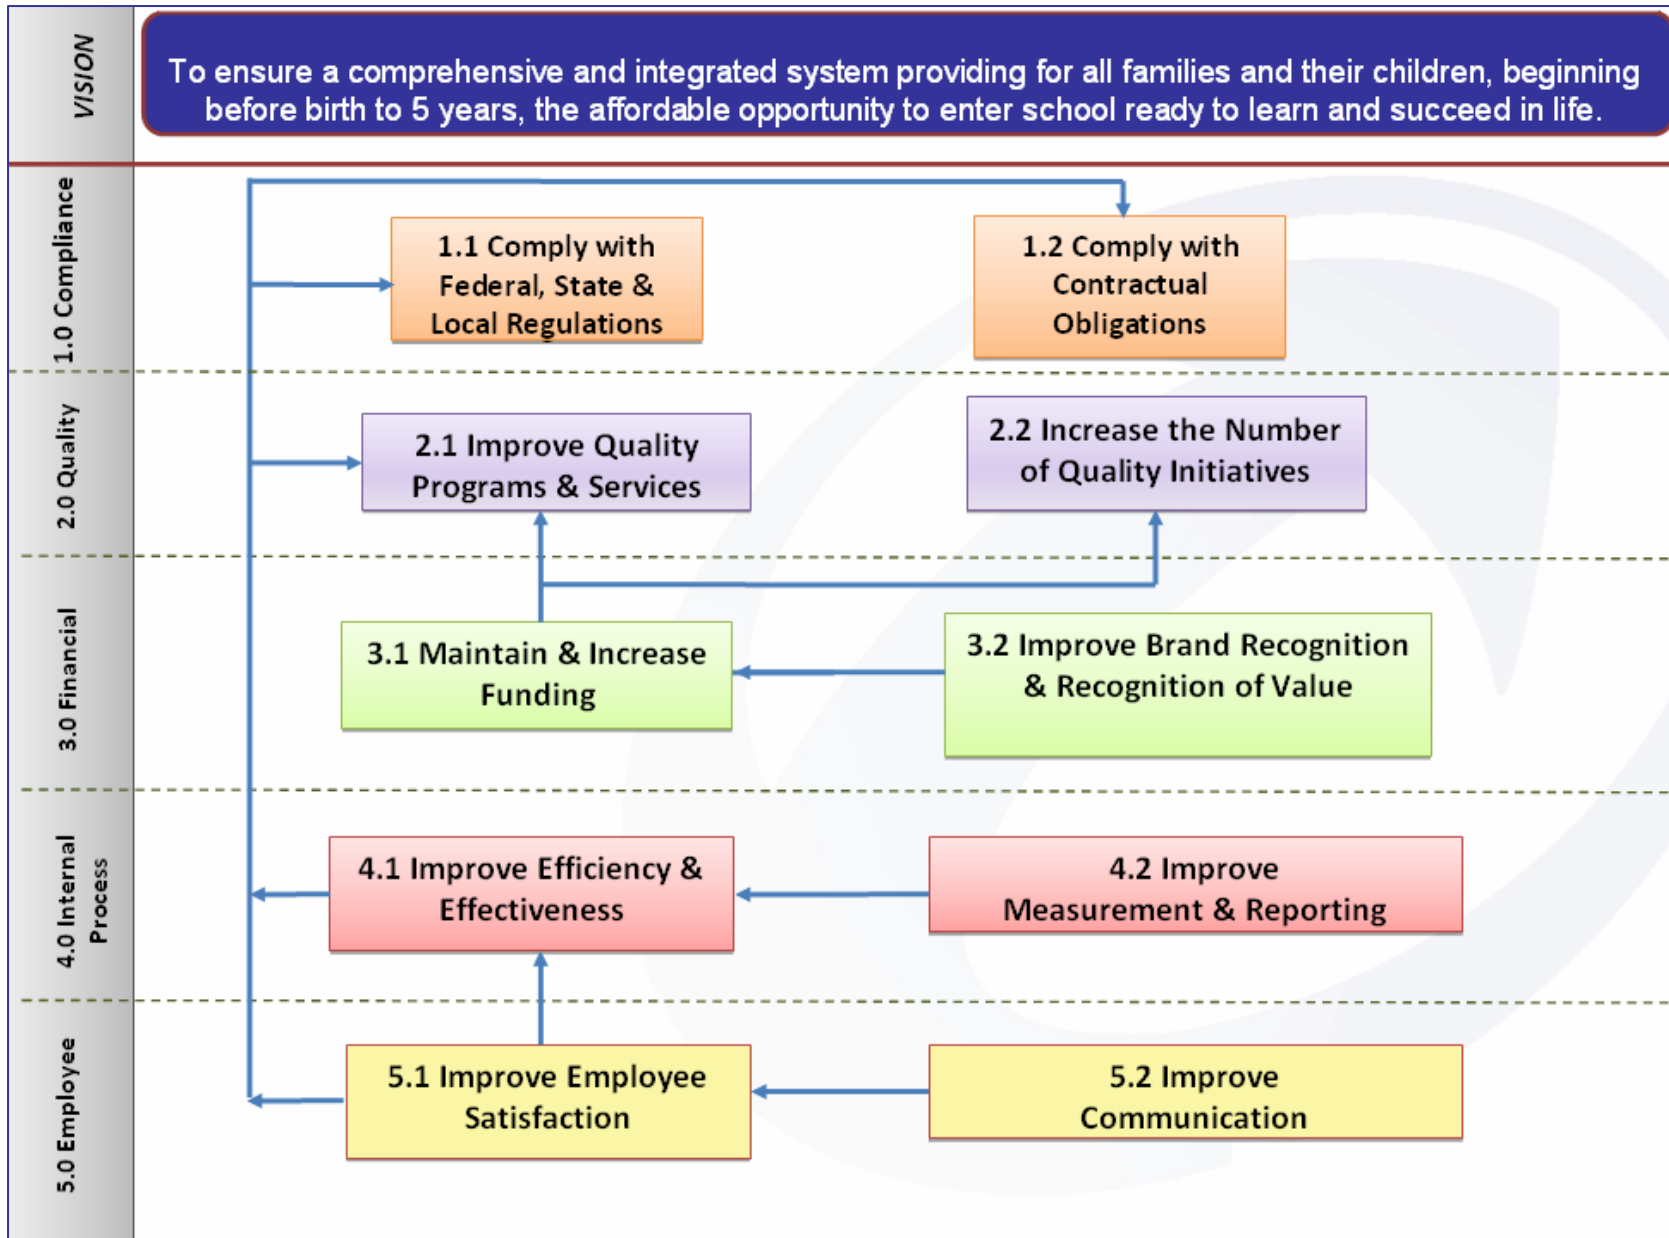 VISION
To ensure a comprehensive and integrated system providing for all families and their children, beginning
before birth to 5 years, the affordable opportunity to enter school ready to learn and succeed in life.
1.0 Compliance
1.1 Comply with
Federal, State &
Local Regulations
1.2 Comply with
Contractual
Obligations
2.0 Quality
2.1 Improve Quality
Programs & Services
2.2 Increase the Number
of Quality Initiatives
3.0 Financial
3.1 Maintain & Increase
Funding
3.2 Improve Brand Recognition
& Recognition of Value
4.0 Internal
Process
4.1 Improve Efficiency &
Effectiveness
4.2 Improve
Measurement & Reporting
5.0 Employee
5.1 Improve Employee
Satisfaction
5.2 Improve
Communication